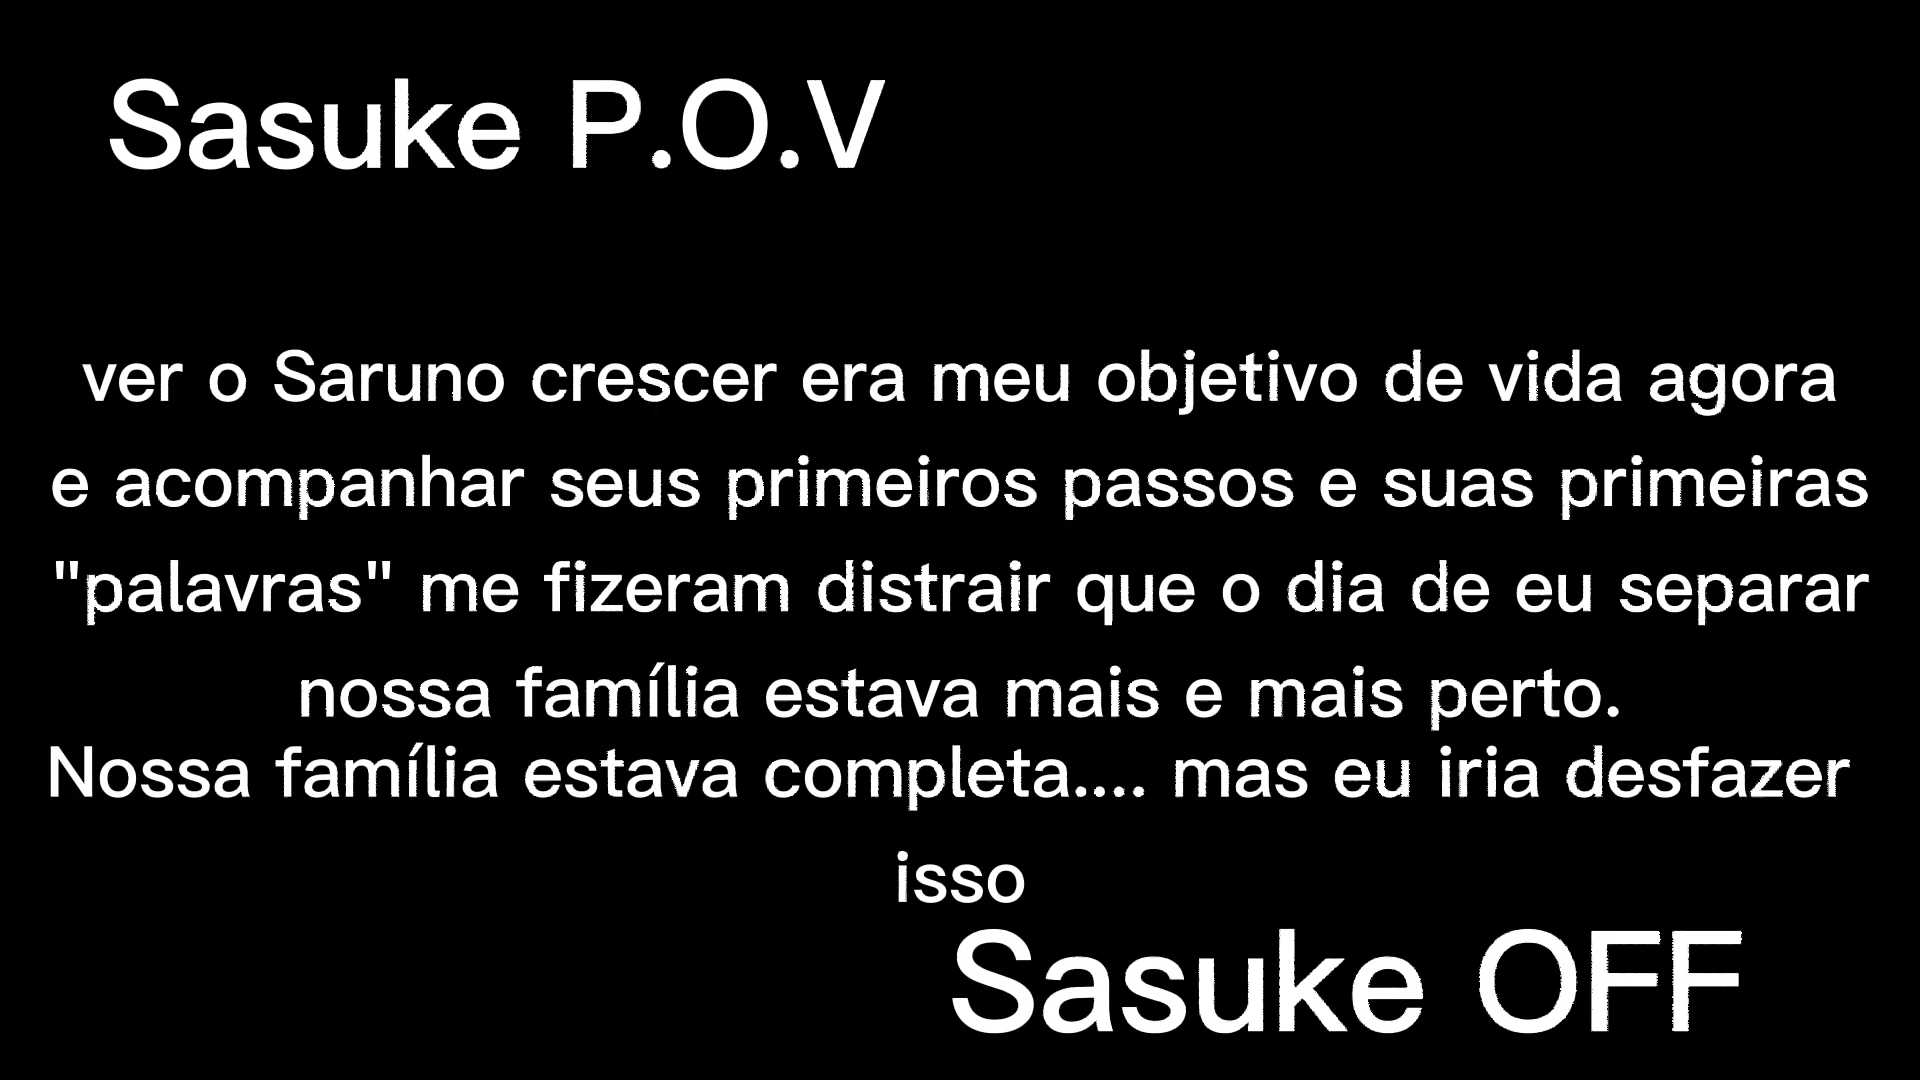 Sasuke P.O.V
ver o Saruno crescer era meu objetivo de vida agora
e acompanhar seus primeiros passos e suas primeiras
"palavras" me fizeram distrair que o dia de eu separar
nossa família estava mais e mais perto.
Nossa família estava completa.... mas eu iria desfazer
isso
Sasuke OFF